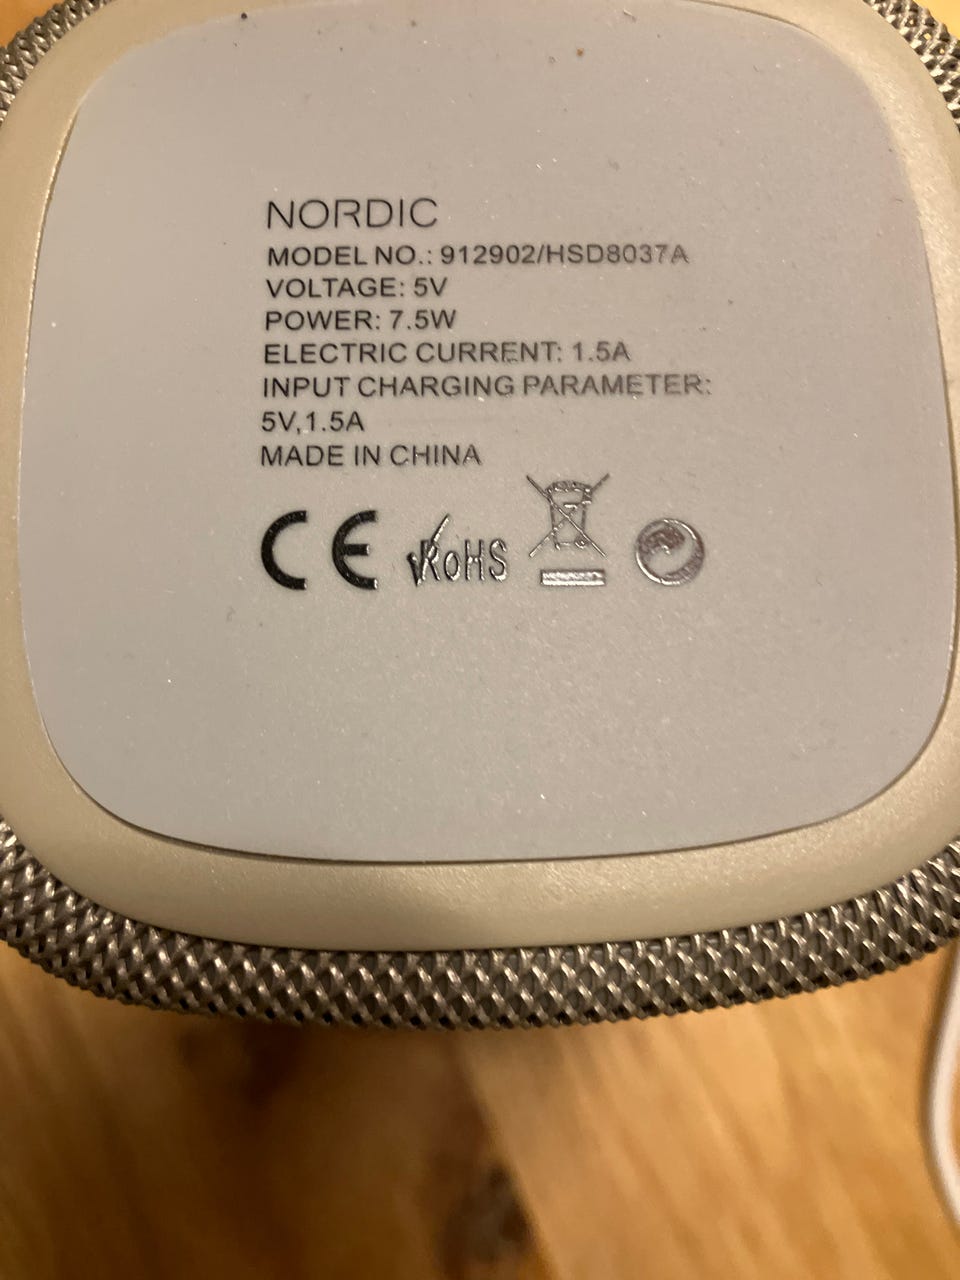 NORDIC
MODEL NO.: 912902/HSD8037A
VOLTAGE: 5V
POWER: 7.5W
ELECTRIC CURRENT: 1.5A
INPUT CHARGING PARAMETER:
5V,1.5A
MADE IN CHINA
CE RoHS